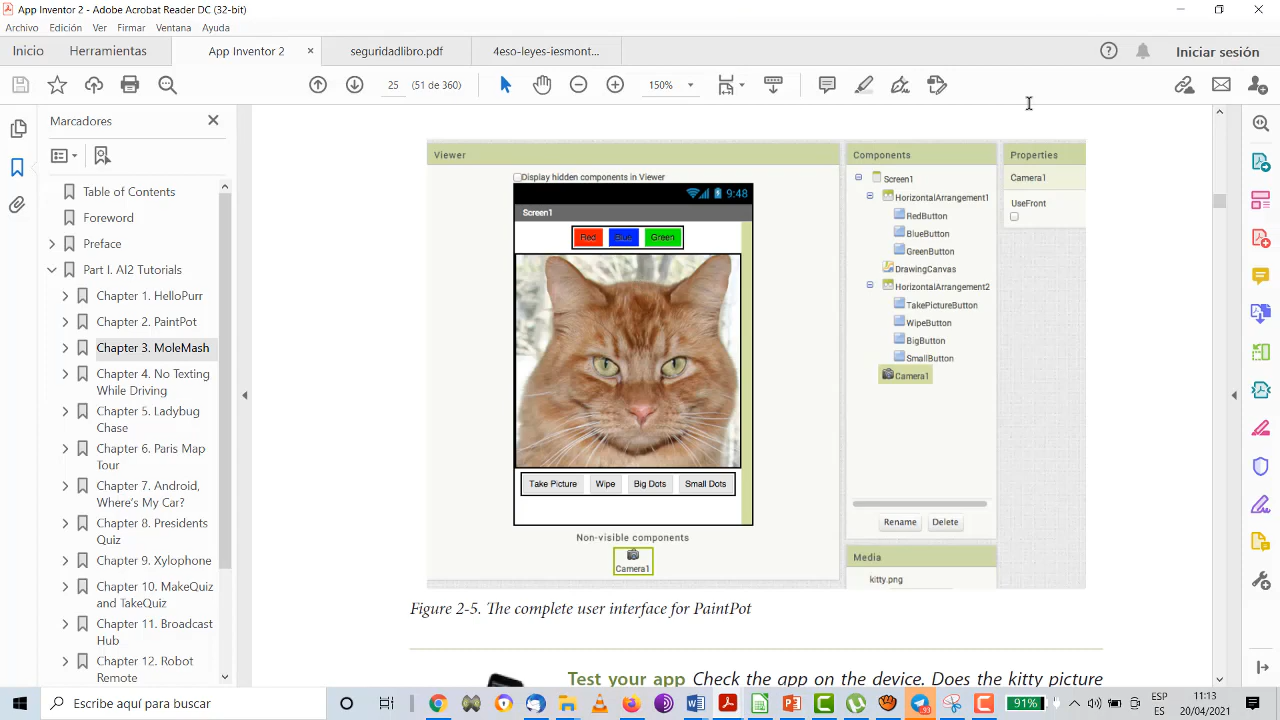 App Inventor 2 - Adobe Acrobat Reader DC (32-bit)
Archivo Edición Ver Firmar Ventana Ayuda
Inicio Herramientas App Inventor 2 × seguridadlibro.pdf 4eso-leyes-iesmont... Iniciar sesión
25 (51 de 360) 150%
Marcadores
Table of Contents
Foreword
Preface
Part I. AI2 Tutorials
Chapter 1. HelloPurr
Chapter 2. PaintPot
Chapter 3. MoleMash
Chapter 4. No Texting
While Driving
Chapter 5. Ladybug
Chase
Chapter 6. Paris Map
Tour
Chapter 7. Android,
Where's My Car?
Chapter 8. Presidents
Quiz
Chapter 9. Xylophone
Chapter 10. MakeQuiz
and TakeQuiz
Chapter 11. Broadcast
Hub
Chapter 12. Robot
Remote
Viewer
Display hidden components in Viewer
9:48
Screen1
Red Blue Green
Take Picture Wipe Big Dots Small Dots
Non-visible components
Camera1
Components
Screen1
HorizontalArrangement1
RedButton
BlueButton
GreenButton
DrawingCanvas
HorizontalArrangement2
TakePictureButton
WipeButton
BigButton
SmallButton
Camera1
Rename Delete
Media
kitty.png
Properties
Camera1
UseFront
Figure 2-5. The complete user interface for PaintPot
Test your app Check the app on the device. Does the kitty picture
Escribe aquí para buscar
93
91%
ESP
ES
11:13
20/04/2021